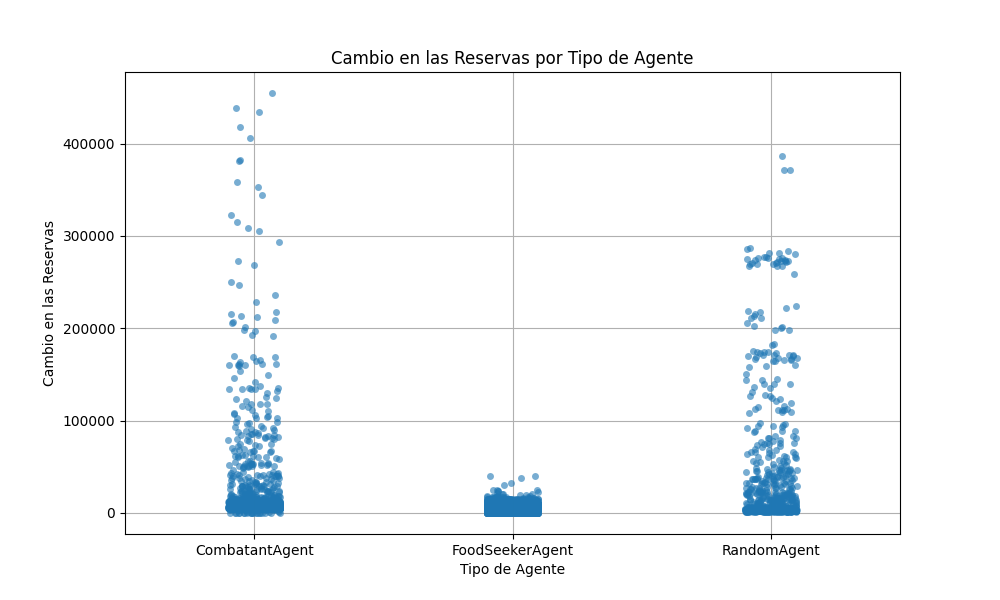 Cambio en las Reservas por Tipo de Agente
Cambio en las Reservas
400000
300000
200000
100000
0
CombatantAgent
FoodSeekerAgent
RandomAgent
Tipo de Agente